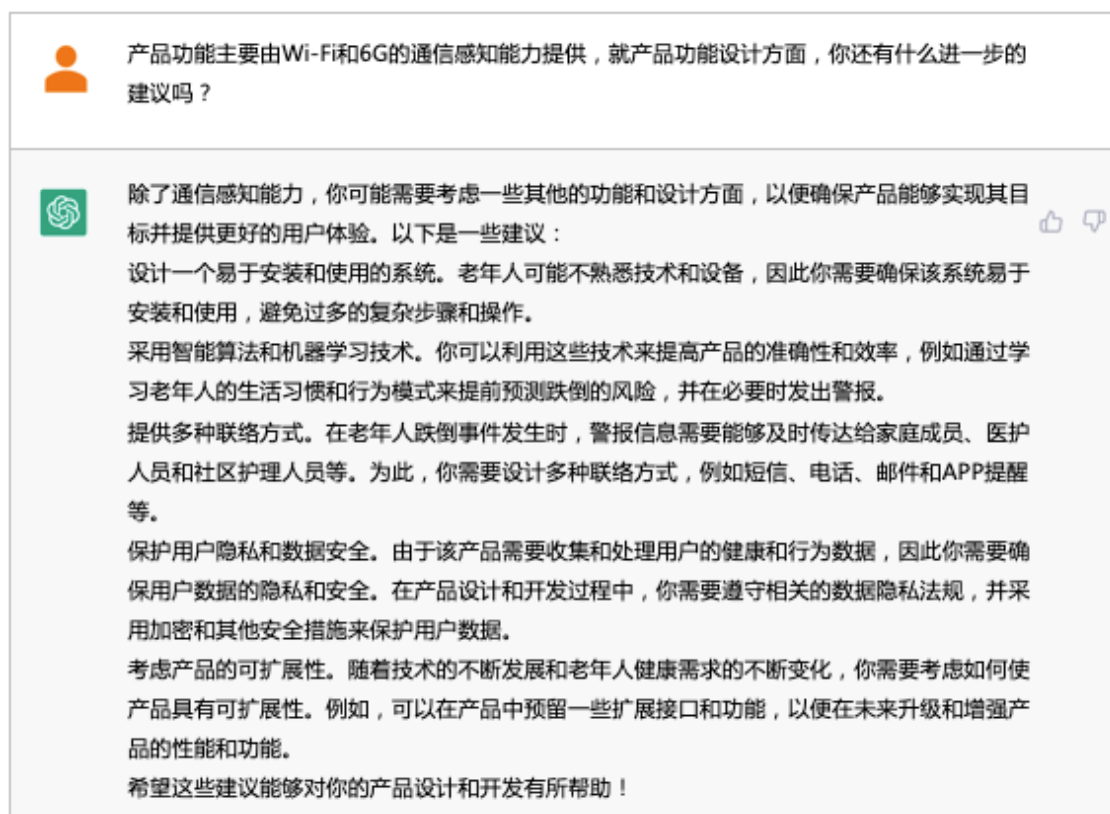 产品功能主要由Wi-Fi和6G的通信感知能力提供，就产品功能设计方面，你还有什么进一步的
建议吗？
除了通信感知能力，你可能需要考虑一些其他的功能和设计方面，以便确保产品能够实现其目
标并提供更好的用户体验。以下是一些建议：
设计一个易于安装和使用的系统。老年人可能不熟悉技术和设备，因此你需要确保该系统易于
安装和使用，避免过多的复杂步骤和操作。
采用智能算法和机器学习技术。你可以利用这些技术来提高产品的准确性和效率，例如通过学
习老年人的生活习惯和行为模式来提前预测跌倒的风险，并在必要时发出警报。
提供多种联络方式。在老年人跌倒事件发生时，警报信息需要能够及时传达给家庭成员、医护
人员和社区护理人员等。为此，你需要设计多种联络方式，例如短信、电话、邮件和APP提醒
等。
保护用户隐私和数据安全。由于该产品需要收集和处理用户的健康和行为数据，因此你需要确
保用户数据的隐私和安全。在产品设计和开发过程中，你需要遵守相关的数据隐私法规，并采
用加密和其他安全措施来保护用户数据。
考虑产品的可扩展性。随着技术的不断发展和老年人健康需求的不断变化，你需要考虑如何使
产品具有可扩展性。例如，可以在产品中预留一些扩展接口和功能，以便在未来升级和增强产
品的性能和功能。
希望这些建议能够对你的产品设计和开发有所帮助！